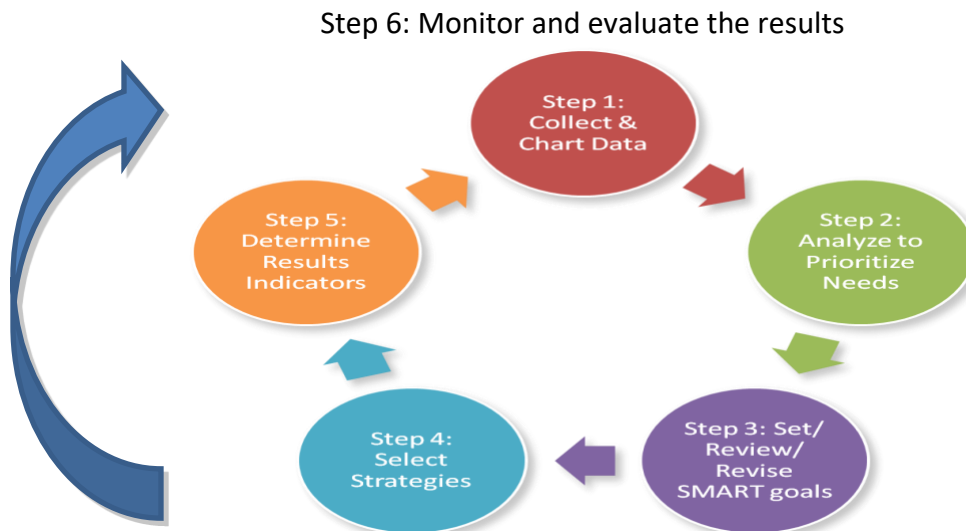 Step 6: Monitor and evaluate the results
Step 1:
Collect &
Chart Data
Step 2:
Analyze to
Prioritize
Needs
Step 3: Set/
Review/
Revise
SMART goals
Step 4:
Select
Strategies
Step 5:
Determine
Results
Indicators